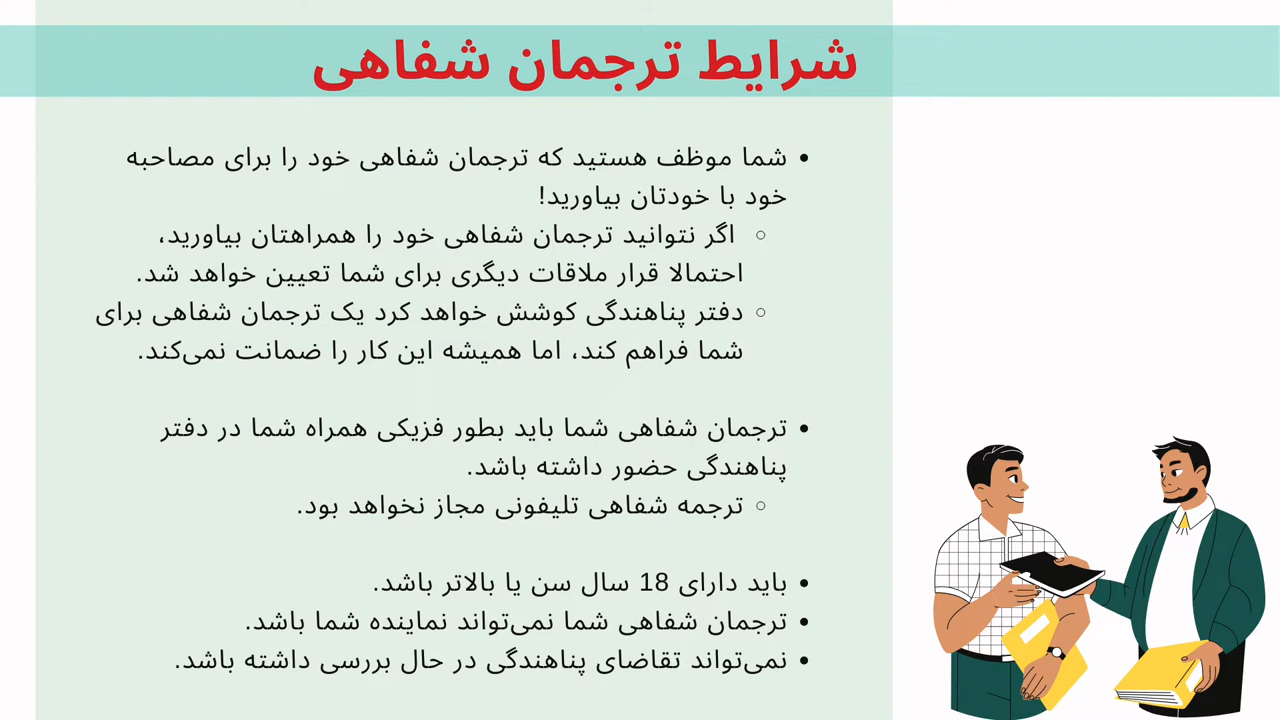 شرایط ترجمان شفاهی
• شما موظف هستید که ترجمان شفاهی خود را برای مصاحبه
خود با خودتان بیاورید!
○ اگر نتوانید ترجمان شفاهی خود را همراهتان بیاورید،
احتمالا قرار ملاقات دیگری برای شما تعیین خواهد شد.
○ دفتر پناهندگی کوشش خواهد کرد یک ترجمان شفاهی برای
شما فراهم کند، اما همیشه این کار را ضمانت نمی‌کند.
• ترجمان شفاهی شما باید بطور فزیکی همراه شما در دفتر
پناهندگی حضور داشته باشد.
○ ترجمه شفاهی تلیفونی مجاز نخواهد بود.
• باید دارای 18 سال سن یا بالاتر باشد.
• ترجمان شفاهی شما نمی‌تواند نماینده شما باشد.
• نمی‌تواند تقاضای پناهندگی در حال بررسی داشته باشد.